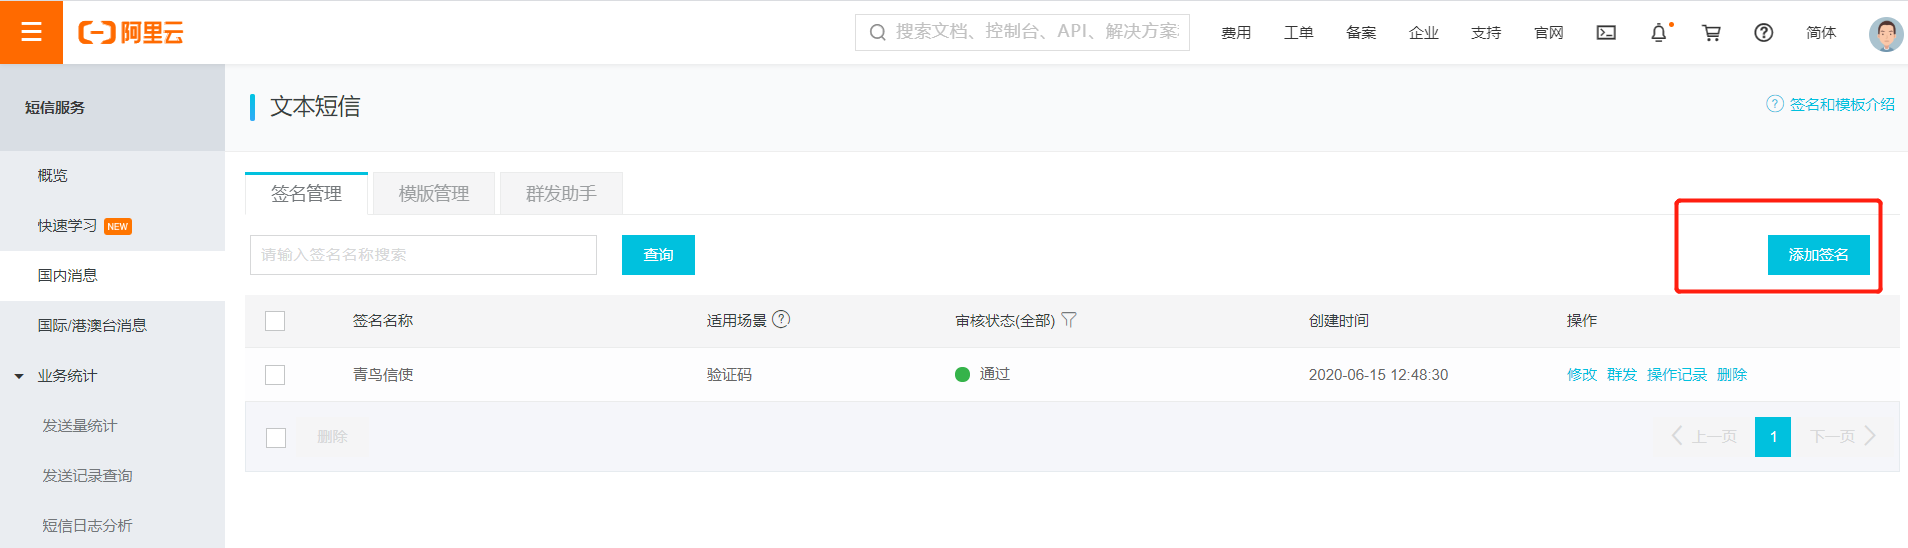 阿里云
搜索文档、控制台、API、解决方案
费用 工单 备案 企业 支持 官网 简体
短信服务
概览
快速学习 NEW
国内消息
国际/港澳台消息
业务统计
发送量统计
发送记录查询
短信日志分析
文本短信
签名和模板介绍
签名管理 模版管理 群发助手
请输入签名名称搜索 查询 添加签名
签名名称 适用场景 审核状态(全部) 创建时间 操作
青鸟信使 验证码 通过 2020-06-15 12:48:30 修改 群发 操作记录 删除
删除 上一页 1 下一页